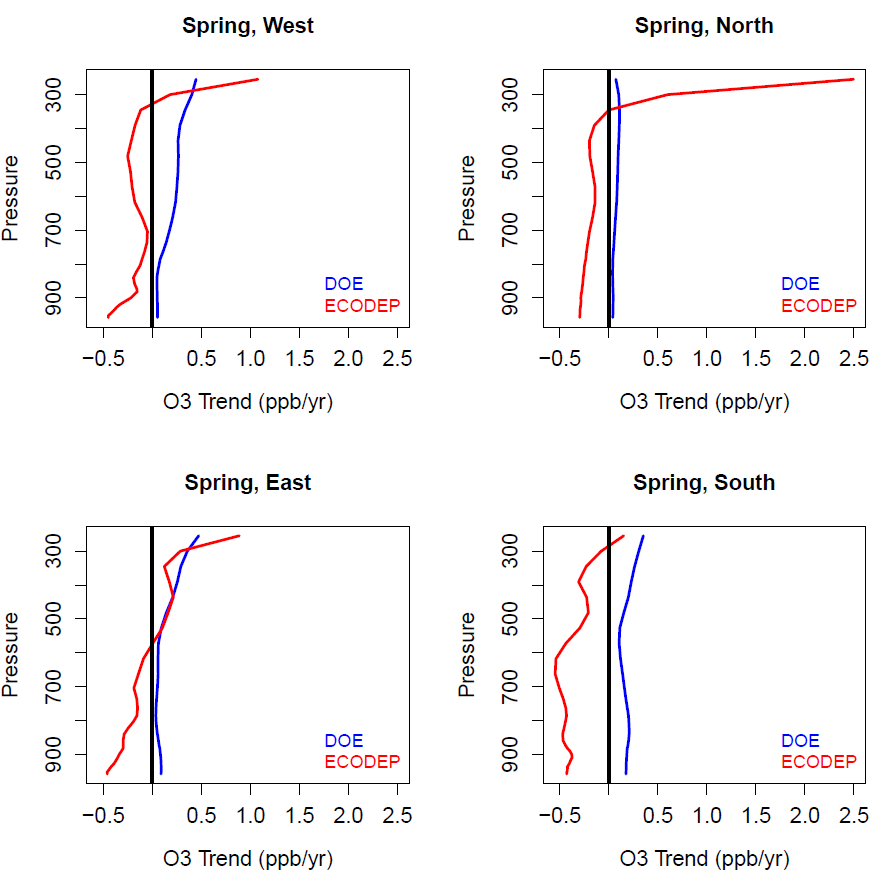 Spring, West
Pressure
300
500
700
900
DOE
ECODEP
−0.5 0.5 1.0 1.5 2.0 2.5
O3 Trend (ppb/yr)
Spring, North
Pressure
300
500
700
900
DOE
ECODEP
−0.5 0.5 1.0 1.5 2.0 2.5
O3 Trend (ppb/yr)
Spring, East
Pressure
300
500
700
900
DOE
ECODEP
−0.5 0.5 1.0 1.5 2.0 2.5
O3 Trend (ppb/yr)
Spring, South
Pressure
300
500
700
900
DOE
ECODEP
−0.5 0.5 1.0 1.5 2.0 2.5
O3 Trend (ppb/yr)